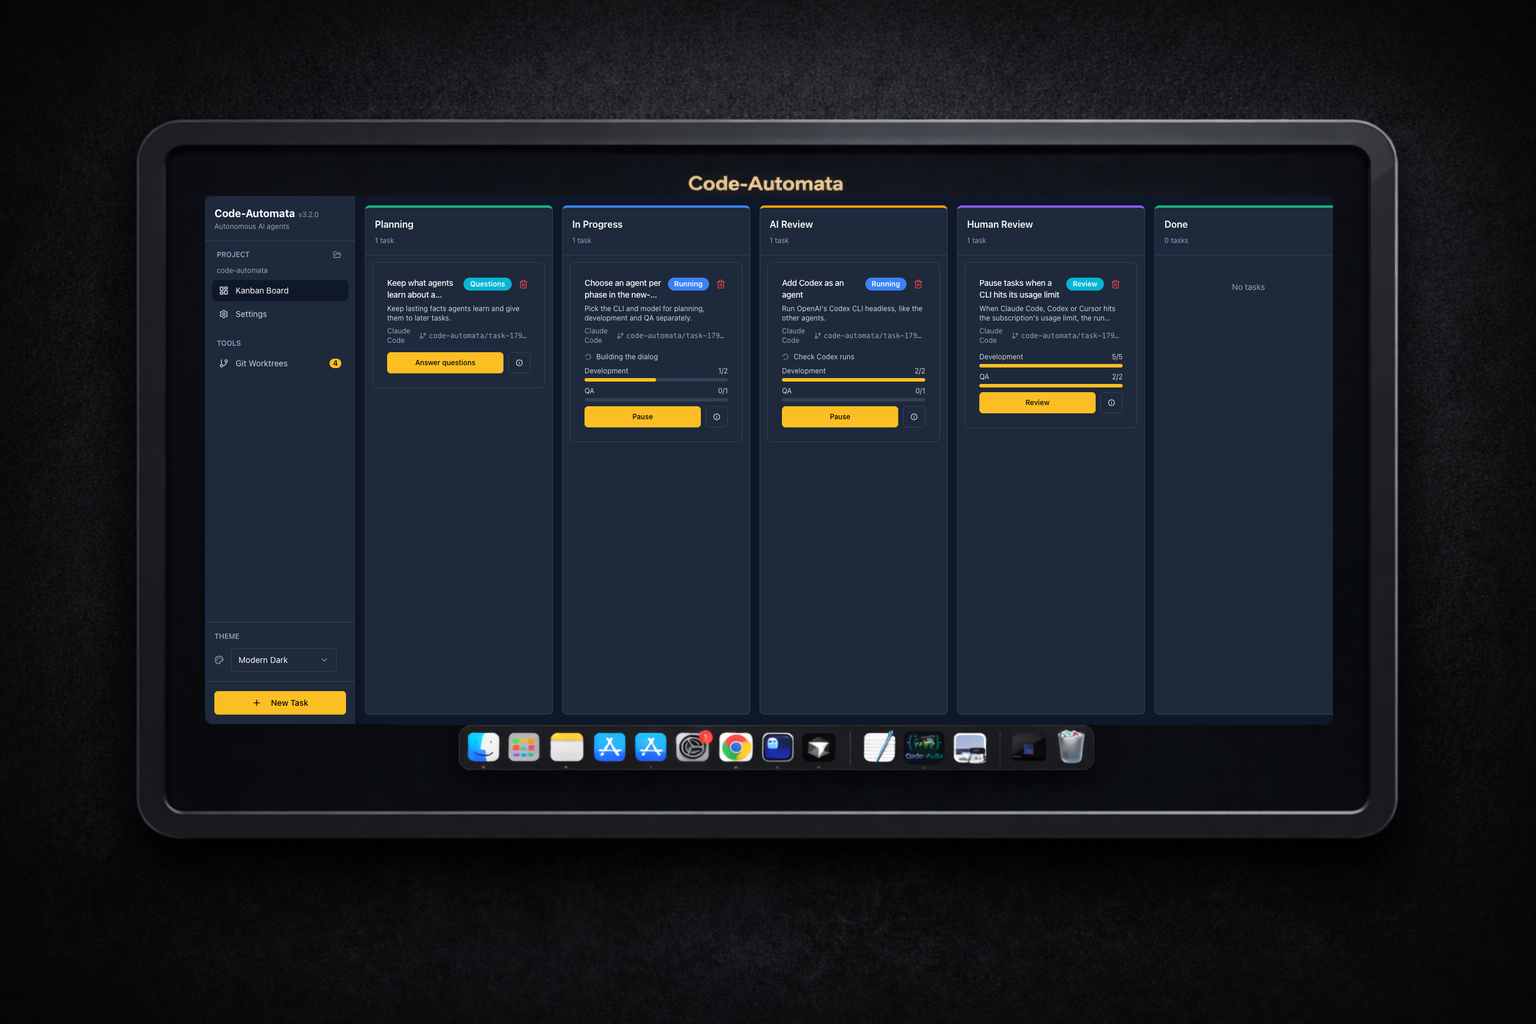 Code-Automata
Code-Automata v3.2.0
Autonomous AI agents
PROJECT
code-automata
Kanban Board
Settings
TOOLS
Git Worktrees 4
THEME
Modern Dark
New Task
Planning
1 task
Keep what agents
learn about a...
Questions
Keep lasting facts agents learn and give
them to later tasks.
Claude
Code
code-automata/task-179...
Answer questions
In Progress
1 task
Choose an agent per
phase in the new-...
Running
Pick the CLI and model for planning,
development and QA separately.
Claude
Code
code-automata/task-179...
Building the dialog
Development 1/2
QA 0/1
Pause
AI Review
1 task
Add Codex as an
agent
Running
Run OpenAI's Codex CLI headless, like the
other agents.
Claude
Code
code-automata/task-179...
Check Codex runs
Development 2/2
QA 0/1
Pause
Human Review
1 task
Pause tasks when a
CLI hits its usage limit
Review
When Claude Code, Codex or Cursor hits
the subscription's usage limit, the run...
Claude
Code
code-automata/task-179...
Development 5/5
QA 2/2
Review
Done
0 tasks
No tasks
1